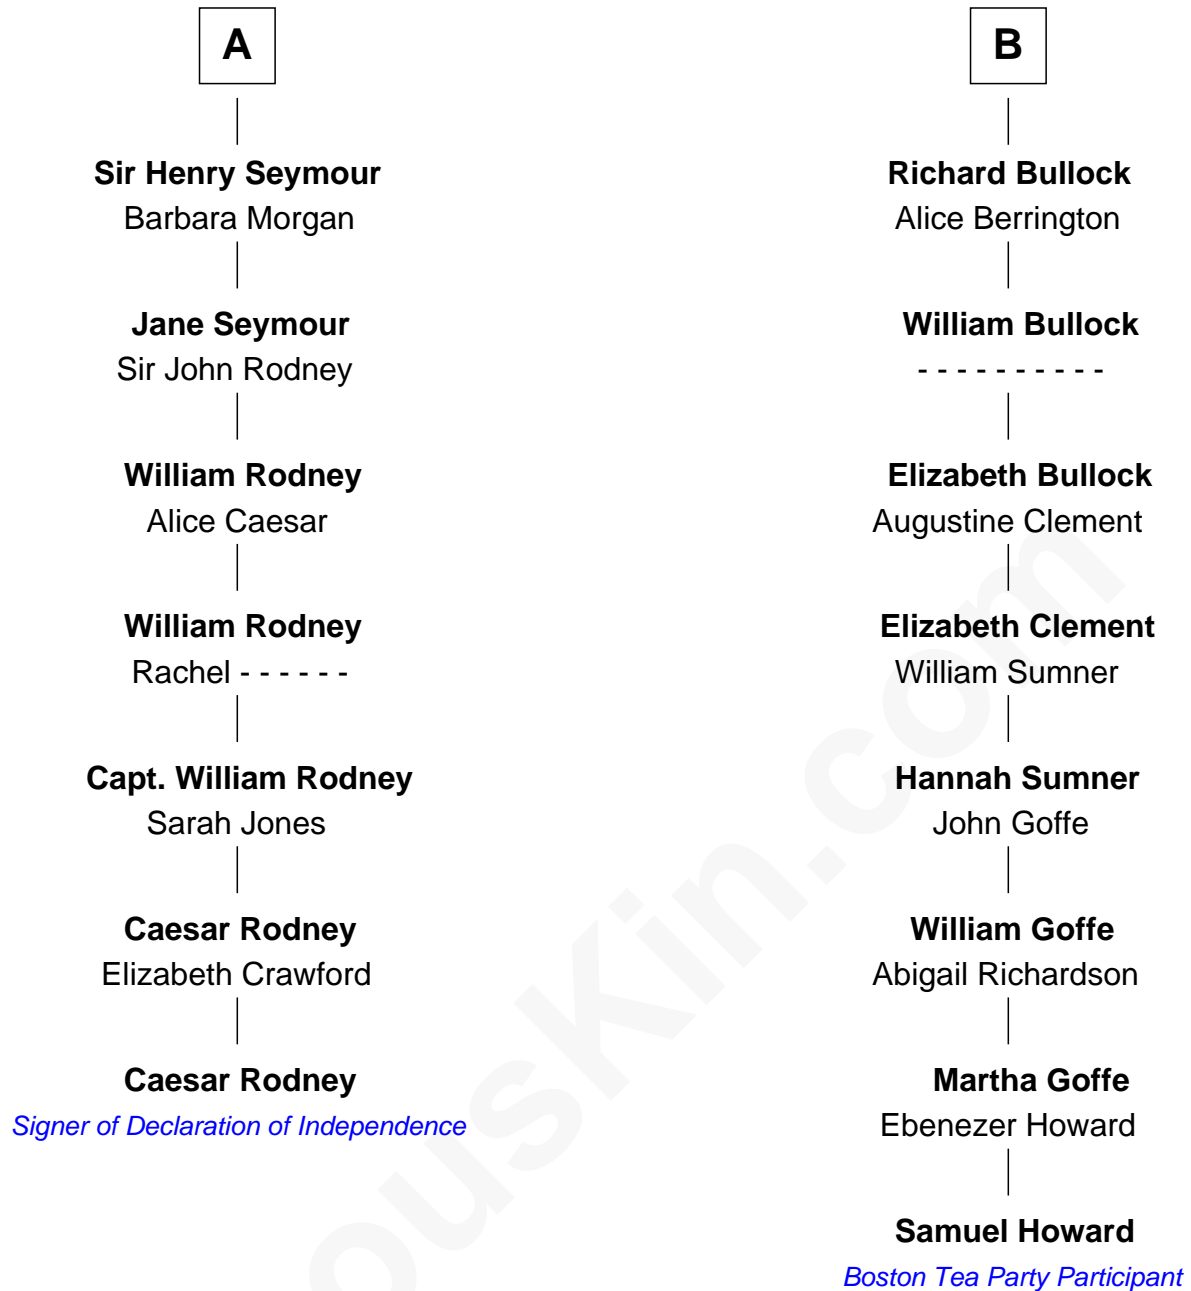 A
Sir Henry Seymour
Barbara Morgan
Jane Seymour
Sir John Rodney
William Rodney
Alice Caesar
William Rodney
Rachel - - - - - -
Capt. William Rodney
Sarah Jones
Caesar Rodney
Elizabeth Crawford
Caesar Rodney
Signer of Declaration of Independence
B
Richard Bullock
Alice Berrington
William Bullock
- - - - - - - - - -
Elizabeth Bullock
Augustine Clement
Elizabeth Clement
William Sumner
Hannah Sumner
John Goffe
William Goffe
Abigail Richardson
Martha Goffe
Ebenezer Howard
Samuel Howard
Boston Tea Party Participant
ouskin.com